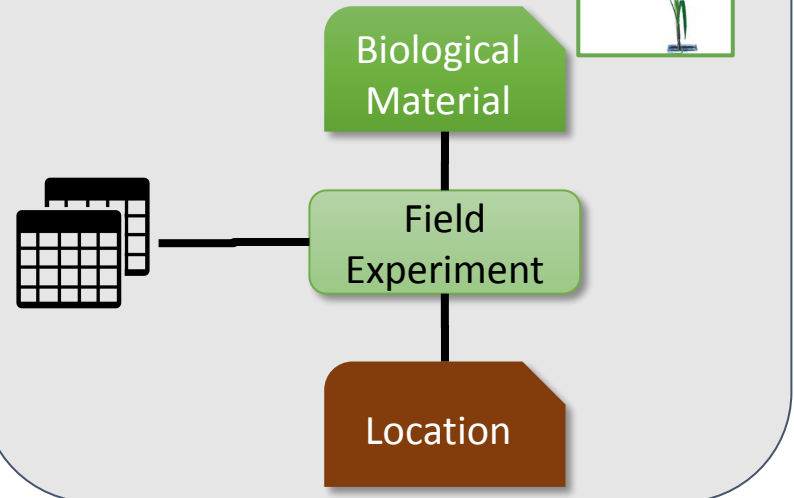 Biological
Material
Field
Experiment
Location